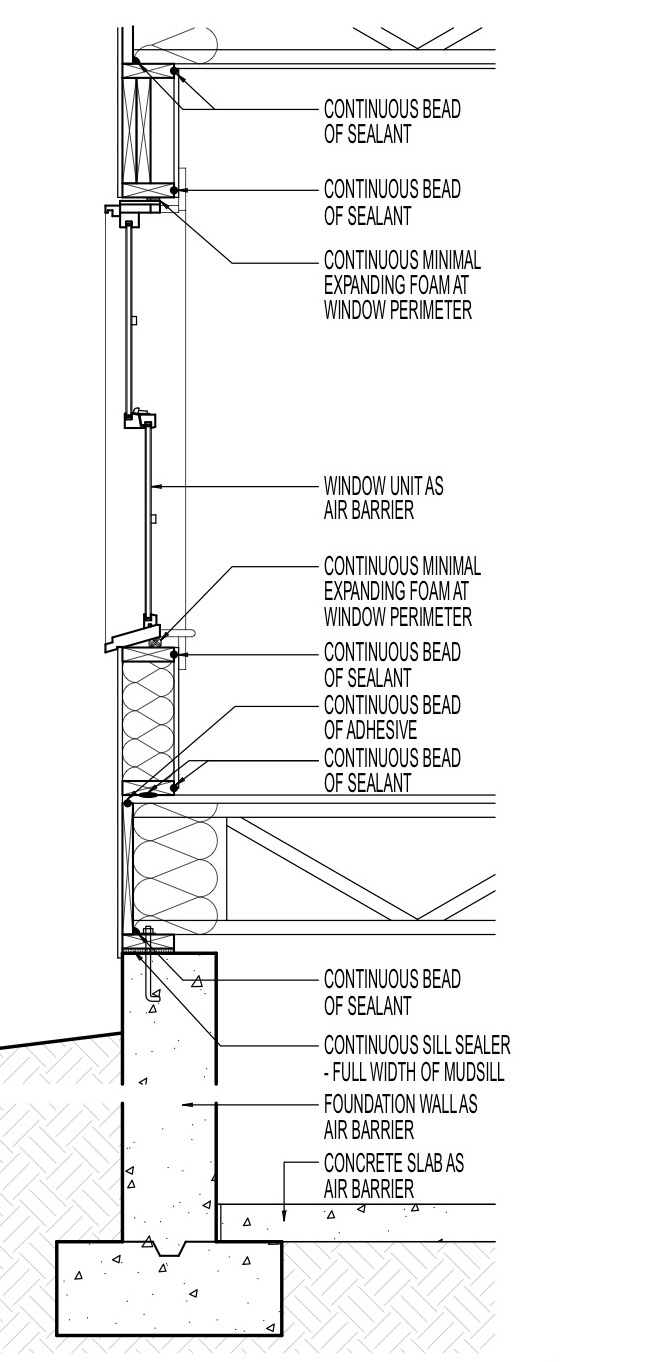 CONTINUOUS BEAD
OF SEALANT
CONTINUOUS BEAD
OF SEALANT
CONTINUOUS MINIMAL
EXPANDING FOAM AT
WINDOW PERIMETER
WINDOW UNIT AS
AIR BARRIER
CONTINUOUS MINIMAL
EXPANDING FOAM AT
WINDOW PERIMETER
CONTINUOUS BEAD
OF SEALANT
CONTINUOUS BEAD
OF ADHESIVE
CONTINUOUS BEAD
OF SEALANT
CONTINUOUS BEAD
OF SEALANT
CONTINUOUS SILL SEALER
- FULL WIDTH OF MUDSILL
FOUNDATION WALL AS
AIR BARRIER
CONCRETE SLAB AS
AIR BARRIER